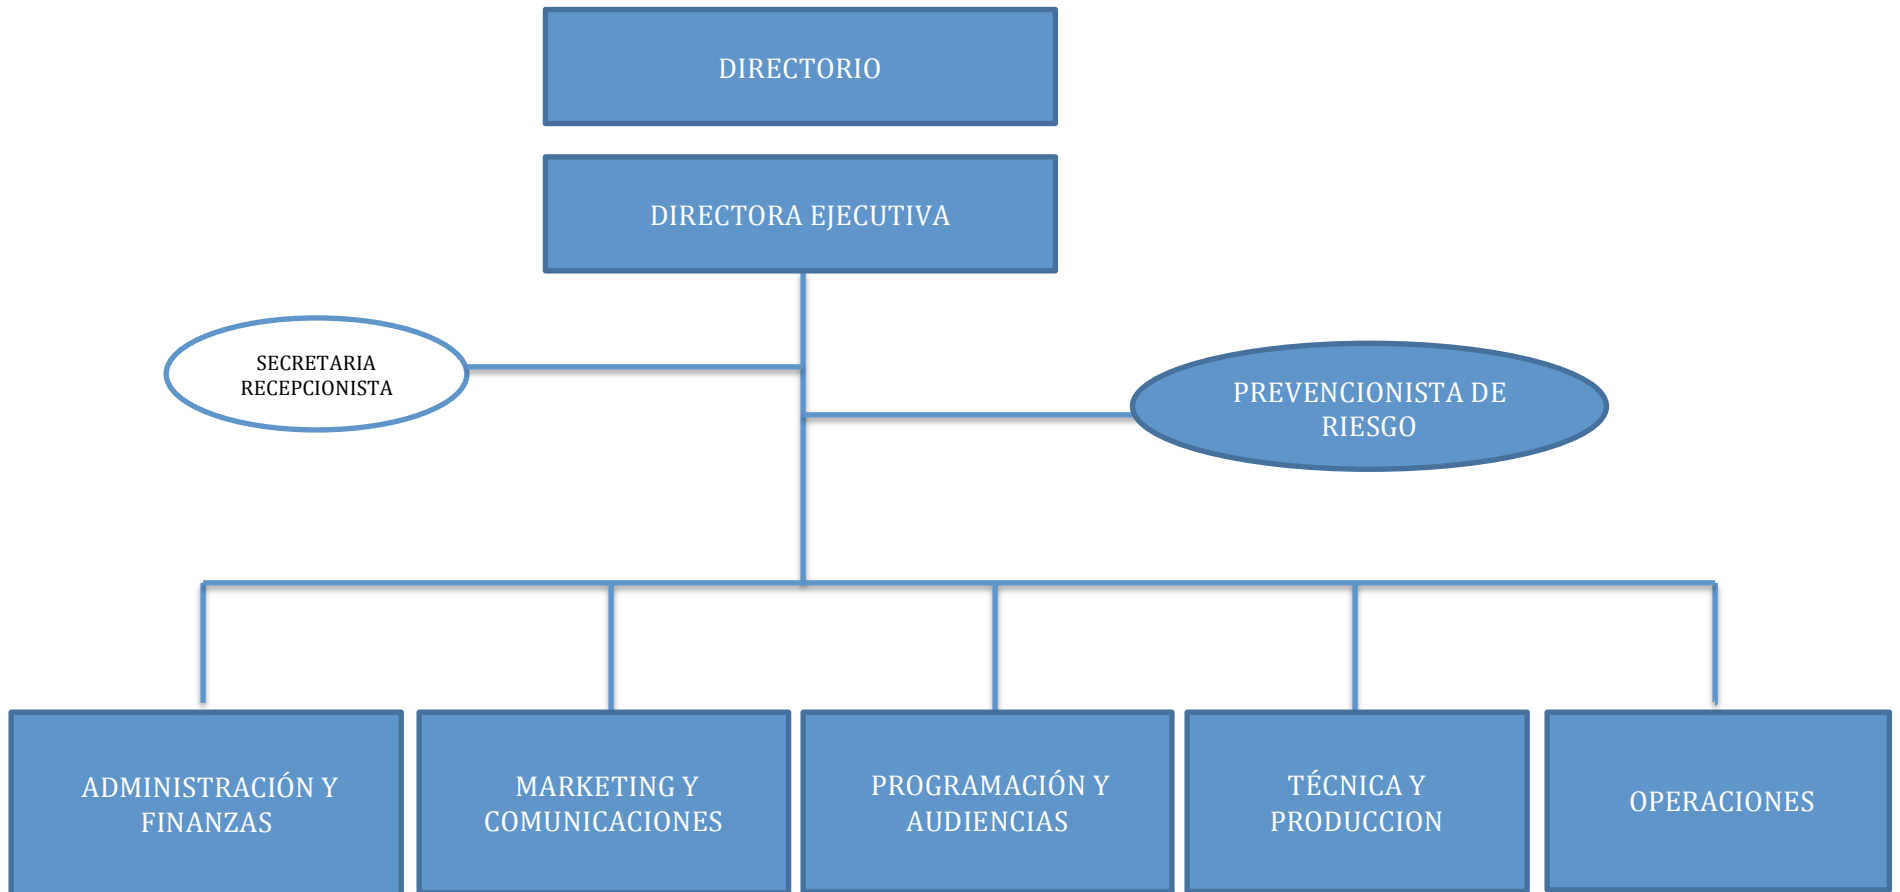 DIRECTORIO
DIRECTORA EJECUTIVA
SECRETARIA
RECEPCIONISTA
PREVENCIONISTA DE
RIESGO
ADMINISTRACIÓN Y
FINANZAS
MARKETING Y
COMUNICACIONES
PROGRAMACIÓN Y
AUDIENCIAS
TÉCNICA Y
PRODUCCION
OPERACIONES